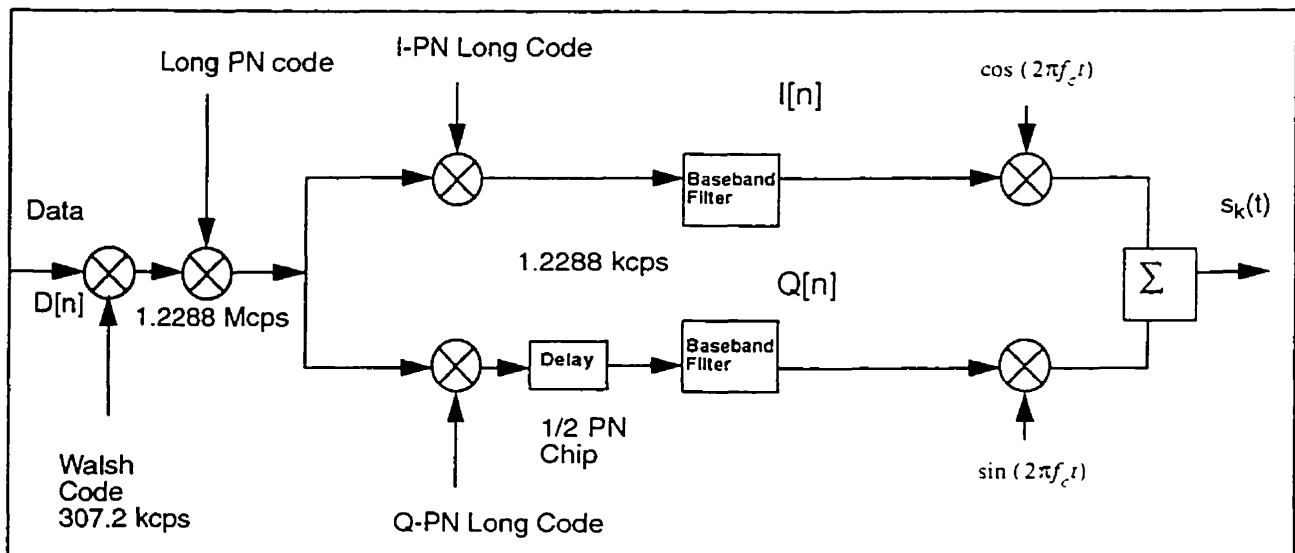 I-PN Long Code
Long PN code
I[n]
cos (2πf_c t)
Data
Baseband
Filter
s_k(t)
D[n]
1.2288 Mcps
1.2288 kcps
Q[n]
Σ
Delay
Baseband
Filter
1/2 PN
Chip
Walsh
Code
307.2 kcps
Q-PN Long Code
sin (2πf_c t)